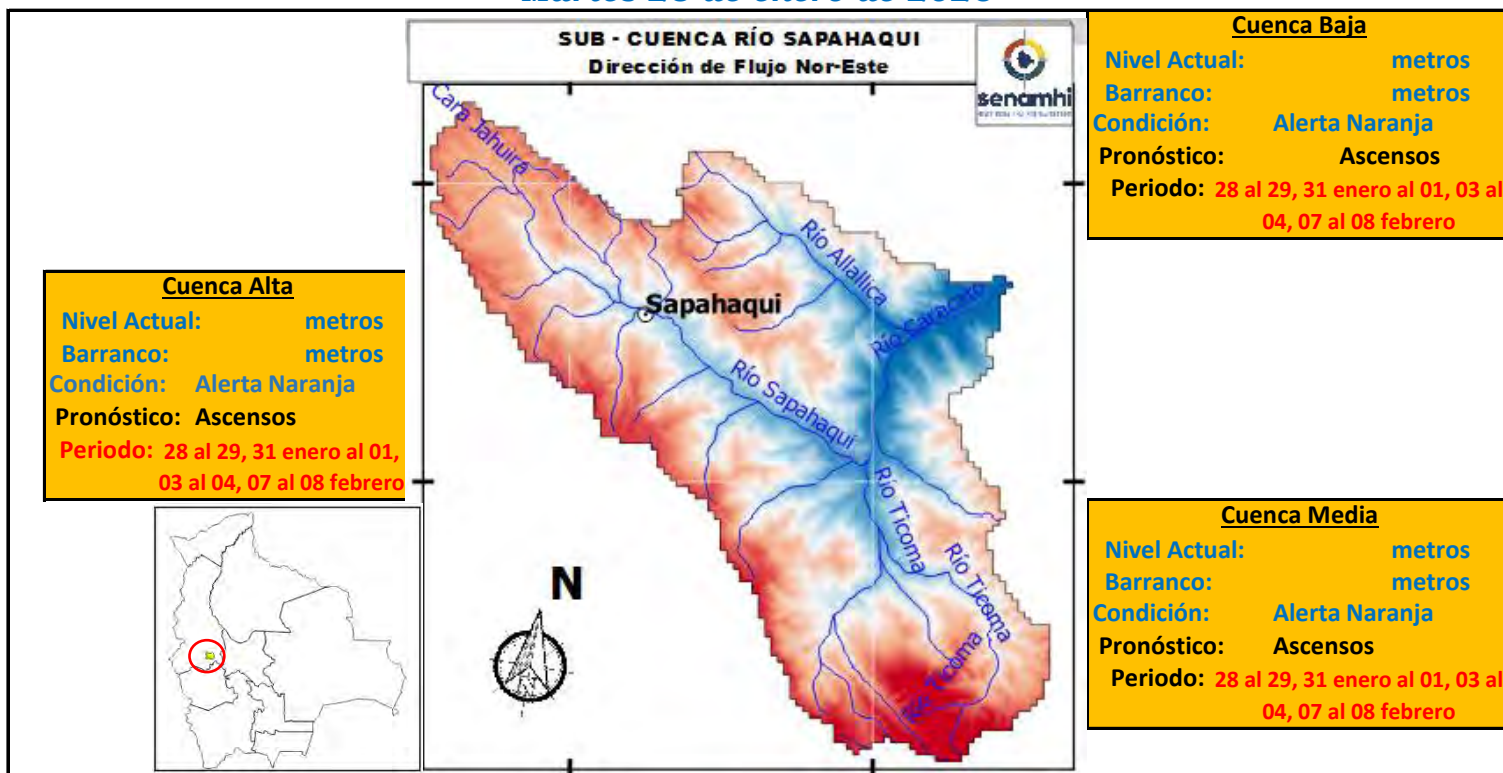 SUB - CUENCA RÍO SAPAHAQUI
Dirección de Flujo Nor-Este
senamhi
Cuenca Baja
Nivel Actual: metros
Barranco: metros
Condición: Alerta Naranja
Pronóstico: Ascensos
Periodo: 28 al 29, 31 enero al 01, 03 al
04, 07 al 08 febrero
Cuenca Alta
Nivel Actual: metros
Barranco: metros
Condición: Alerta Naranja
Pronóstico: Ascensos
Periodo: 28 al 29, 31 enero al 01,
03 al 04, 07 al 08 febrero
Cara Jahuira
Río Allallica
Sapahaqui
Río Caracato
Río Sapahaqui
Río Ticoma
Río Ticoma
Río Ticoma
N
Cuenca Media
Nivel Actual: metros
Barranco: metros
Condición: Alerta Naranja
Pronóstico: Ascensos
Periodo: 28 al 29, 31 enero al 01, 03 al
04, 07 al 08 febrero